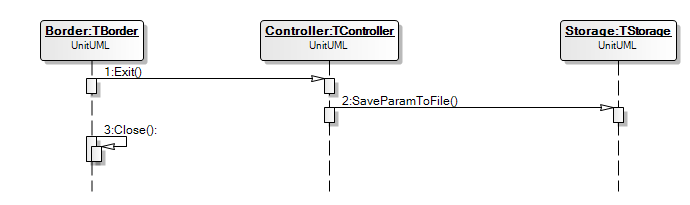 Border:TBorder
UnitUML
Controller:TController
UnitUML
Storage:TStorage
UnitUML
1:Exit()
2:SaveParamToFile()
3:Close():